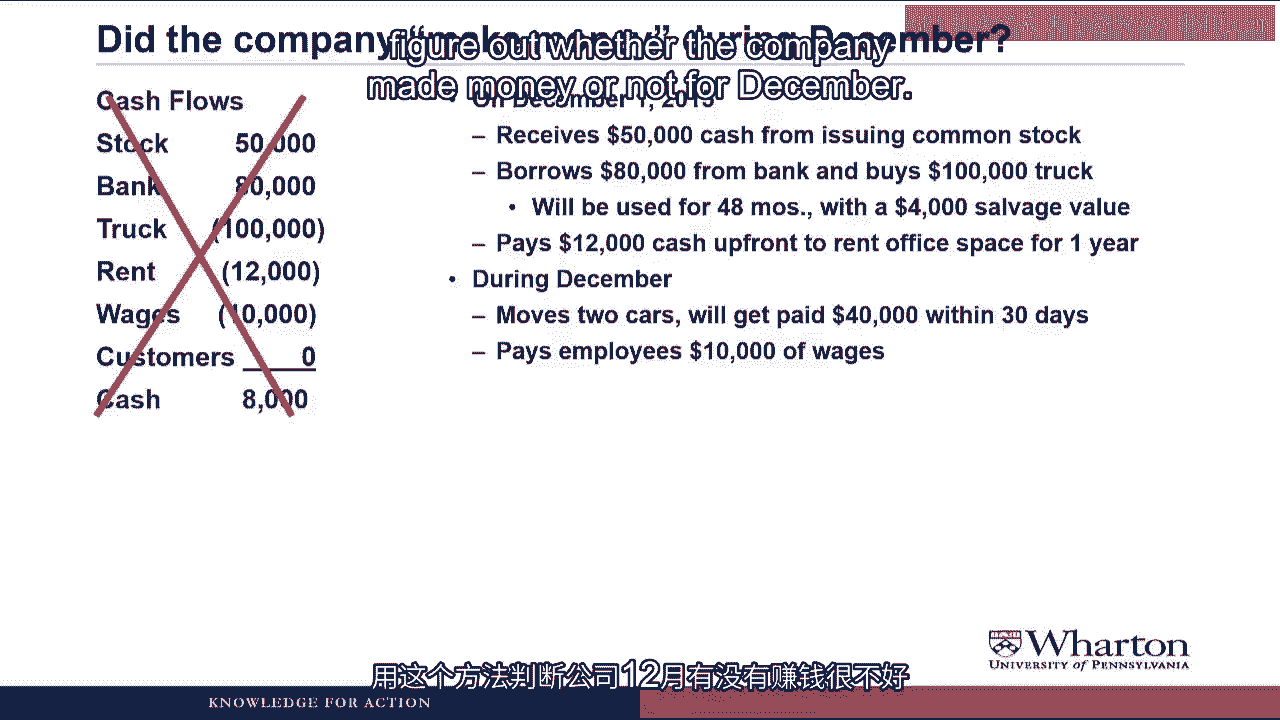 Did the company “make money” during December?
figure out whether the company
made money or not for December.
Cash Flows
Stock 50,000
Bank 80,000
Truck (100,000)
Rent (12,000)
Wages (10,000)
Customers 0
Cash 8,000
• On December 1, 2013
– Receives $50,000 cash from issuing common stock
– Borrows $80,000 from bank and buys $100,000 truck
• Will be used for 48 mos., with a $4,000 salvage value
– Pays $12,000 cash upfront to rent office space for 1 year
• During December
– Moves two cars, will get paid $40,000 within 30 days
– Pays employees $10,000 of wages
Wharton
UNIVERSITY OF PENNSYLVANIA
用这个方法判断公司12月有没有赚钱很不好
KNOWLEDGE FOR ACTION